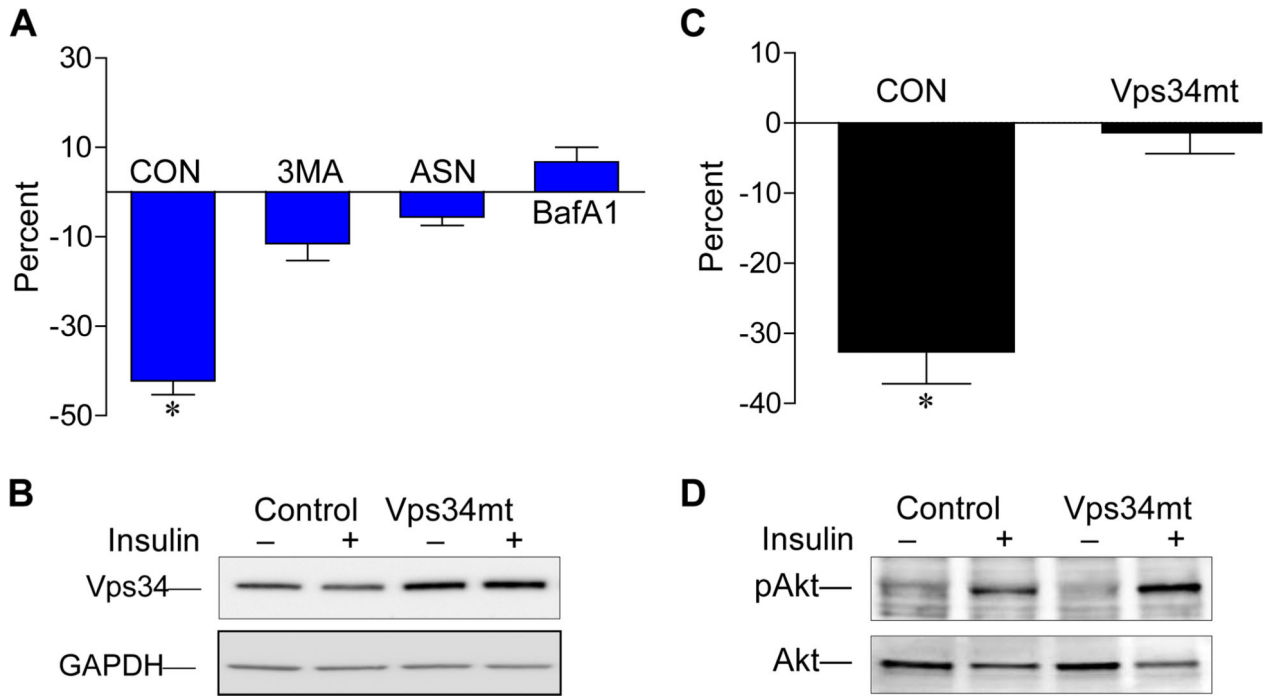 A
30
10
-10
-30
-50
Percent
CON
3MA
ASN
BafA1
*
C
10
0
-10
-20
-30
-40
Percent
CON
Vps34mt
*
B
Control Vps34mt
Insulin – + – +
Vps34
GAPDH
D
Control Vps34mt
Insulin – + – +
pAkt
Akt